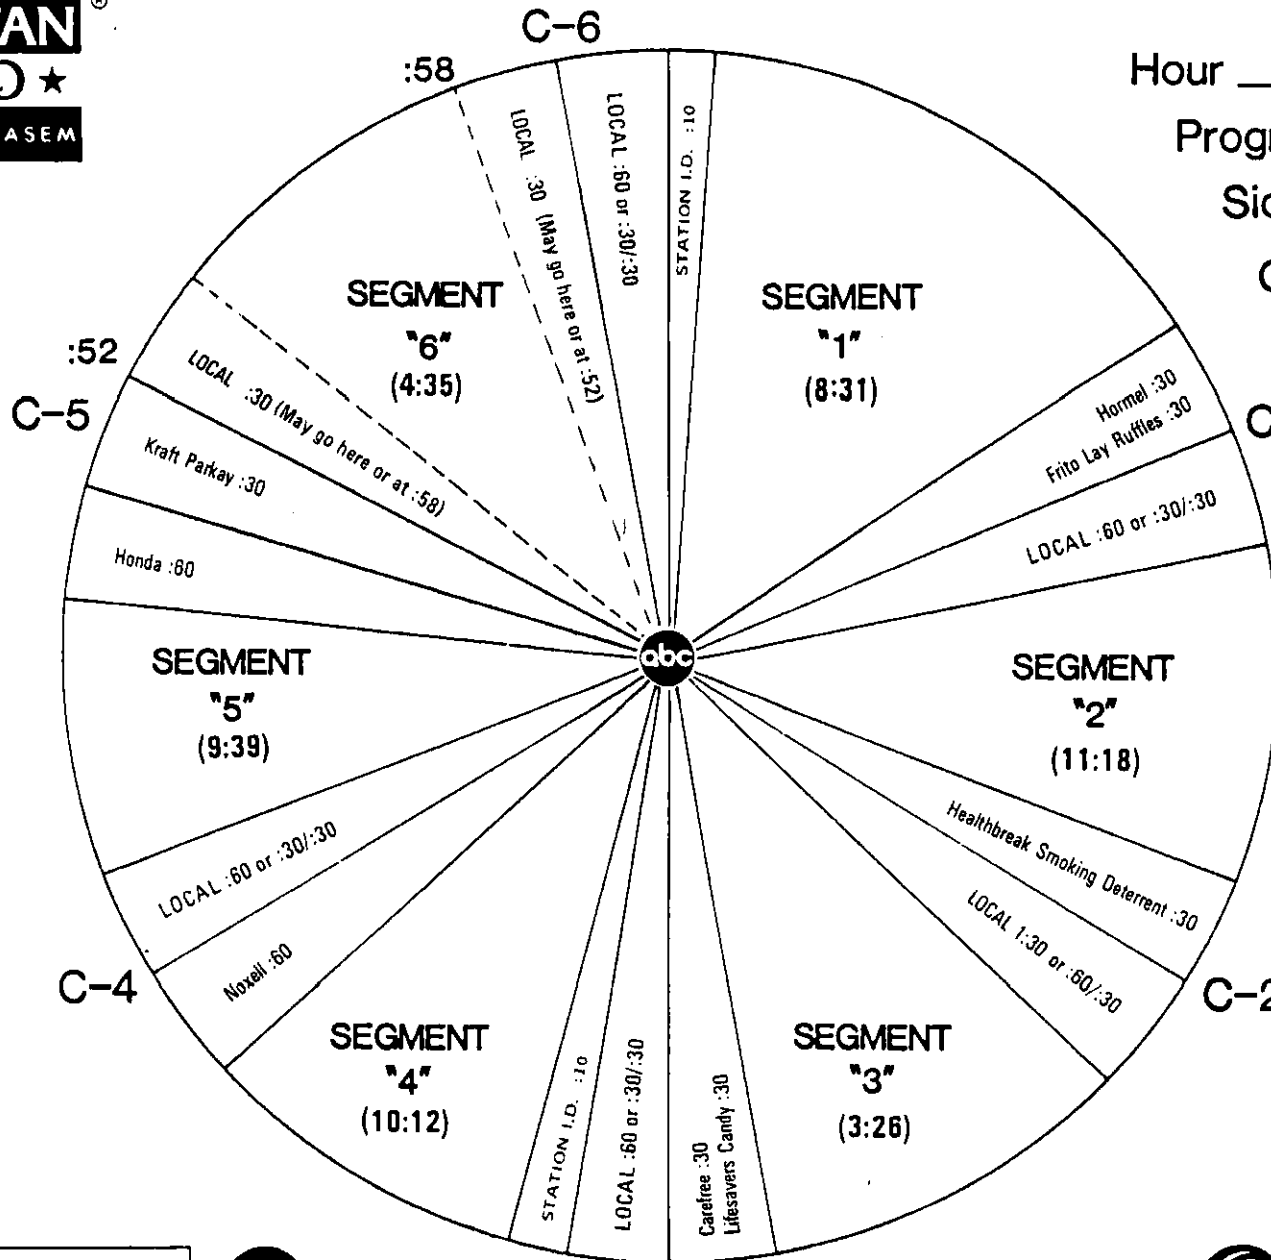 ASEM
C-6
:58
Hour
LOCAL :30 (May go here or at :52)
LOCAL :60 or :30/:30
STATION I.D. :10
SEGMENT
"1"
(8:31)
Hormel :30
Frito Lay Ruffles :30
LOCAL :60 or :30/:30
SEGMENT
"2"
(11:18)
Healthbreak Smoking Deterrent :30
LOCAL 1:30 or :60/:30
C-2
SEGMENT
"3"
(3:26)
Carefree :30
Lifesavers Candy :30
LOCAL :60 or :30/:30
STATION I.D. :10
SEGMENT
"4"
(10:12)
Noxell :60
C-4
LOCAL :60 or :30/:30
SEGMENT
"5"
(9:39)
Honda :60
Kraft Parkay :30
C-5
:52
LOCAL :30 (May go here or at :58)
SEGMENT
"6"
(4:35)
abc